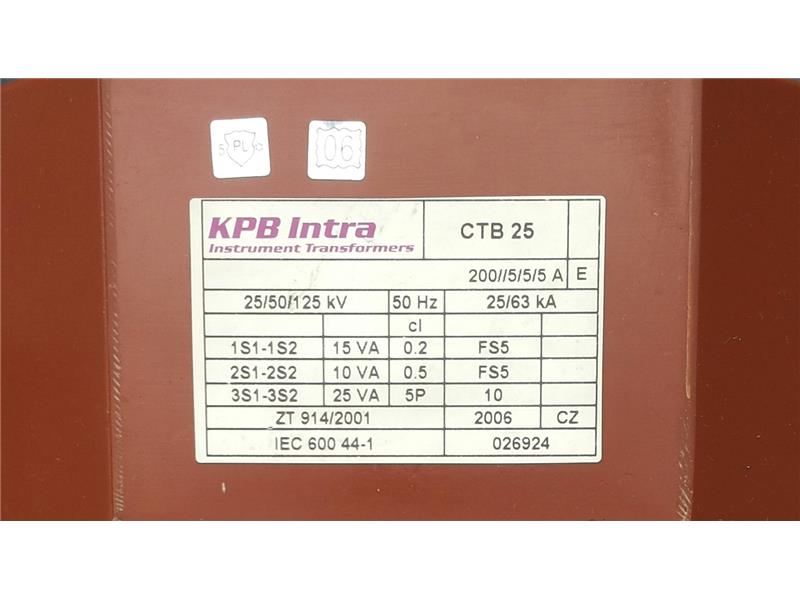 PL
06
KPB Intra
Instrument Transformers
CTB 25
200//5/5/5 A E
25/50/125 kV 50 Hz 25/63 kA
cl
1S1-1S2 15 VA 0.2 FS5
2S1-2S2 10 VA 0.5 FS5
3S1-3S2 25 VA 5P 10
ZT 914/2001 2006 CZ
IEC 600 44-1 026924